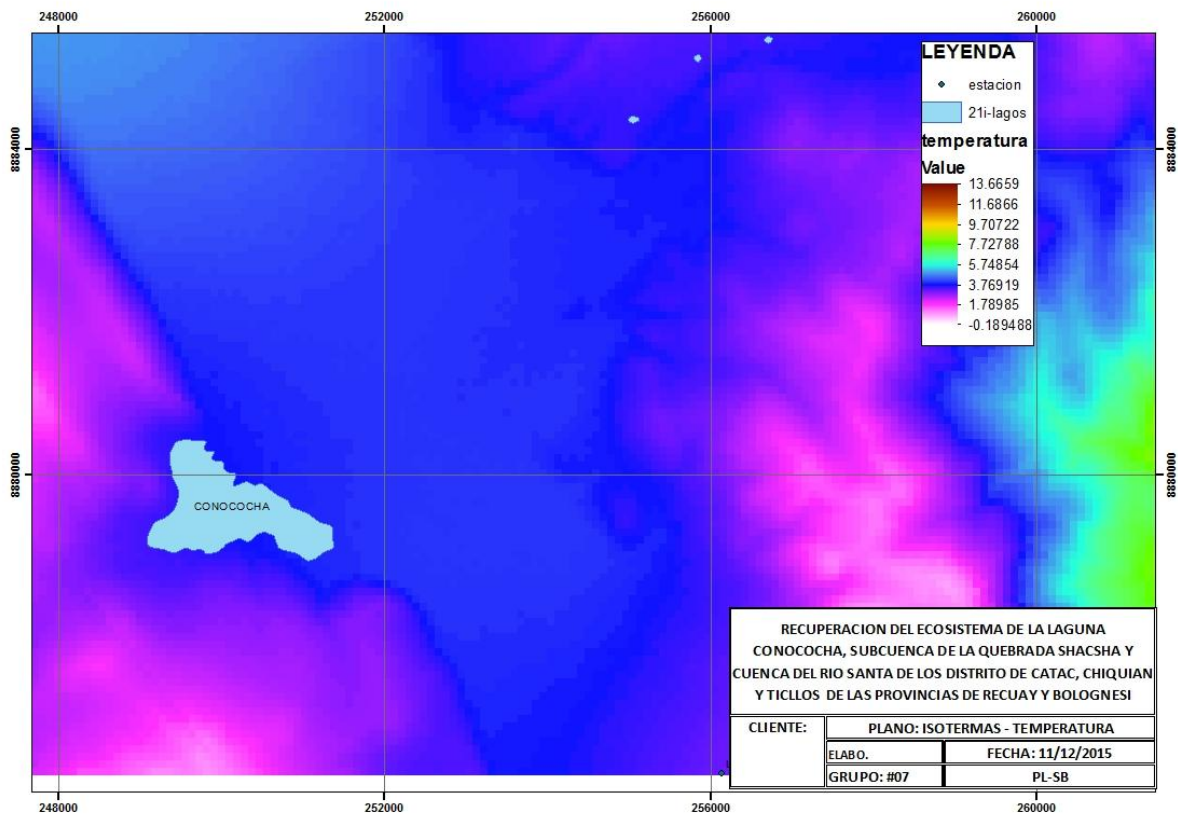 248000
252000
256000
260000
LEYENDA
estacion
21i-lagos
temperatura
Value
13.6659
11.6866
9.70722
7.72788
5.74854
3.76919
1.78985
-0.189488
8884000
8884000
8880000
8880000
CONOCOCHA
RECUPERACION DEL ECOSISTEMA DE LA LAGUNA
CONOCOCHA, SUBCUENCA DE LA QUEBRADA SHACSHA Y
CUENCA DEL RIO SANTA DE LOS DISTRITO DE CATAC, CHIQUIAN
Y TICLLOS DE LAS PROVINCIAS DE RECUAY Y BOLOGNESI
CLIENTE:
PLANO: ISOTERMAS - TEMPERATURA
ELABO.
FECHA: 11/12/2015
GRUPO: #07
PL-SB
248000
252000
256000
260000